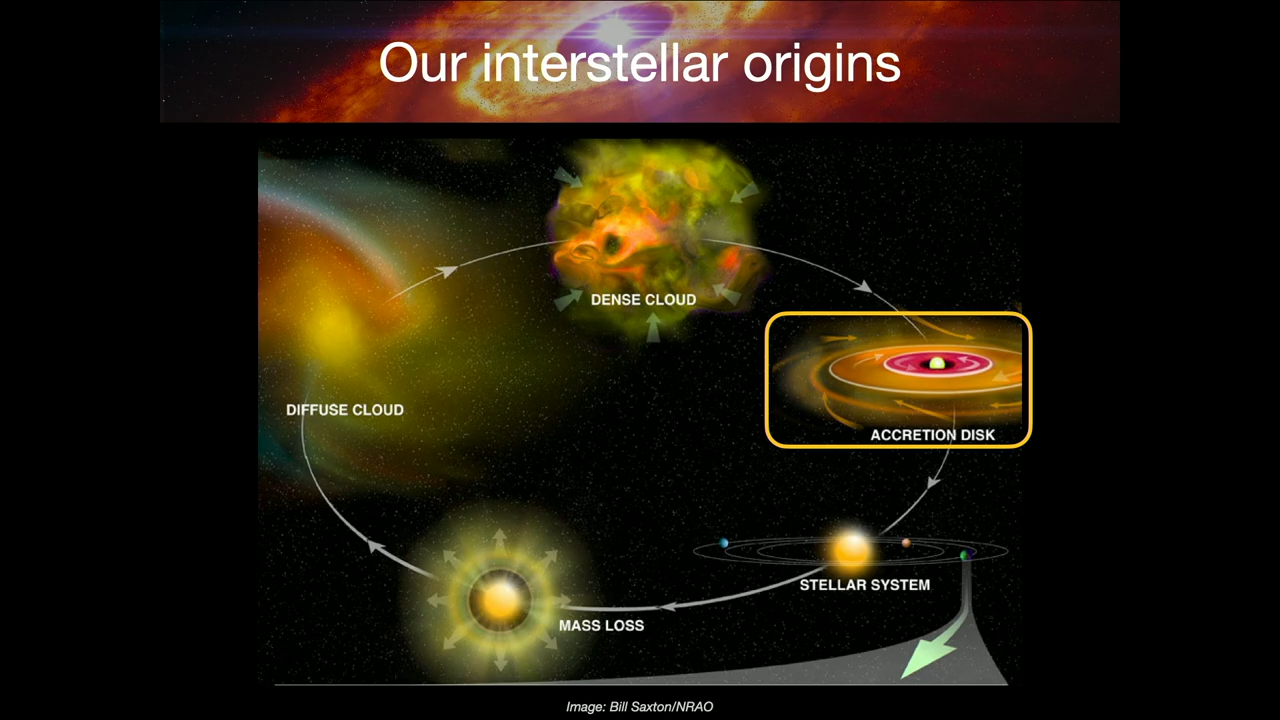 Our interstellar origins
DENSE CLOUD
DIFFUSE CLOUD
ACCRETION DISK
STELLAR SYSTEM
MASS LOSS
Image: Bill Saxton/NRAO